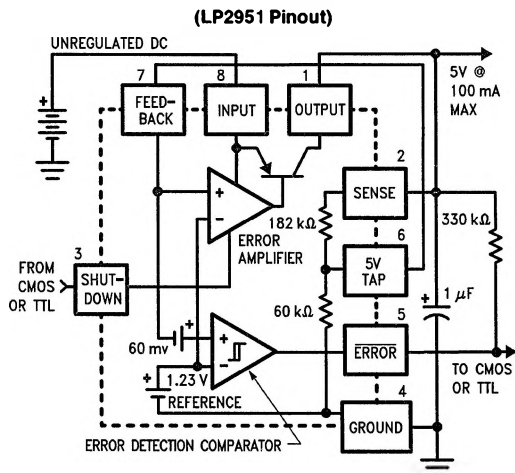 (LP2951 Pinout)
UNREGULATED DC
7
8
1
FEED-
BACK
INPUT
OUTPUT
5V @
100 mA
MAX
2
SENSE
182 kΩ
330 kΩ
ERROR
AMPLIFIER
6
5V
TAP
FROM
CMOS
OR TTL
3
SHUT-
DOWN
60 kΩ
1 μF
5
ERROR
60 mv
TO CMOS
OR TTL
1.23 V
REFERENCE
4
GROUND
ERROR DETECTION COMPARATOR